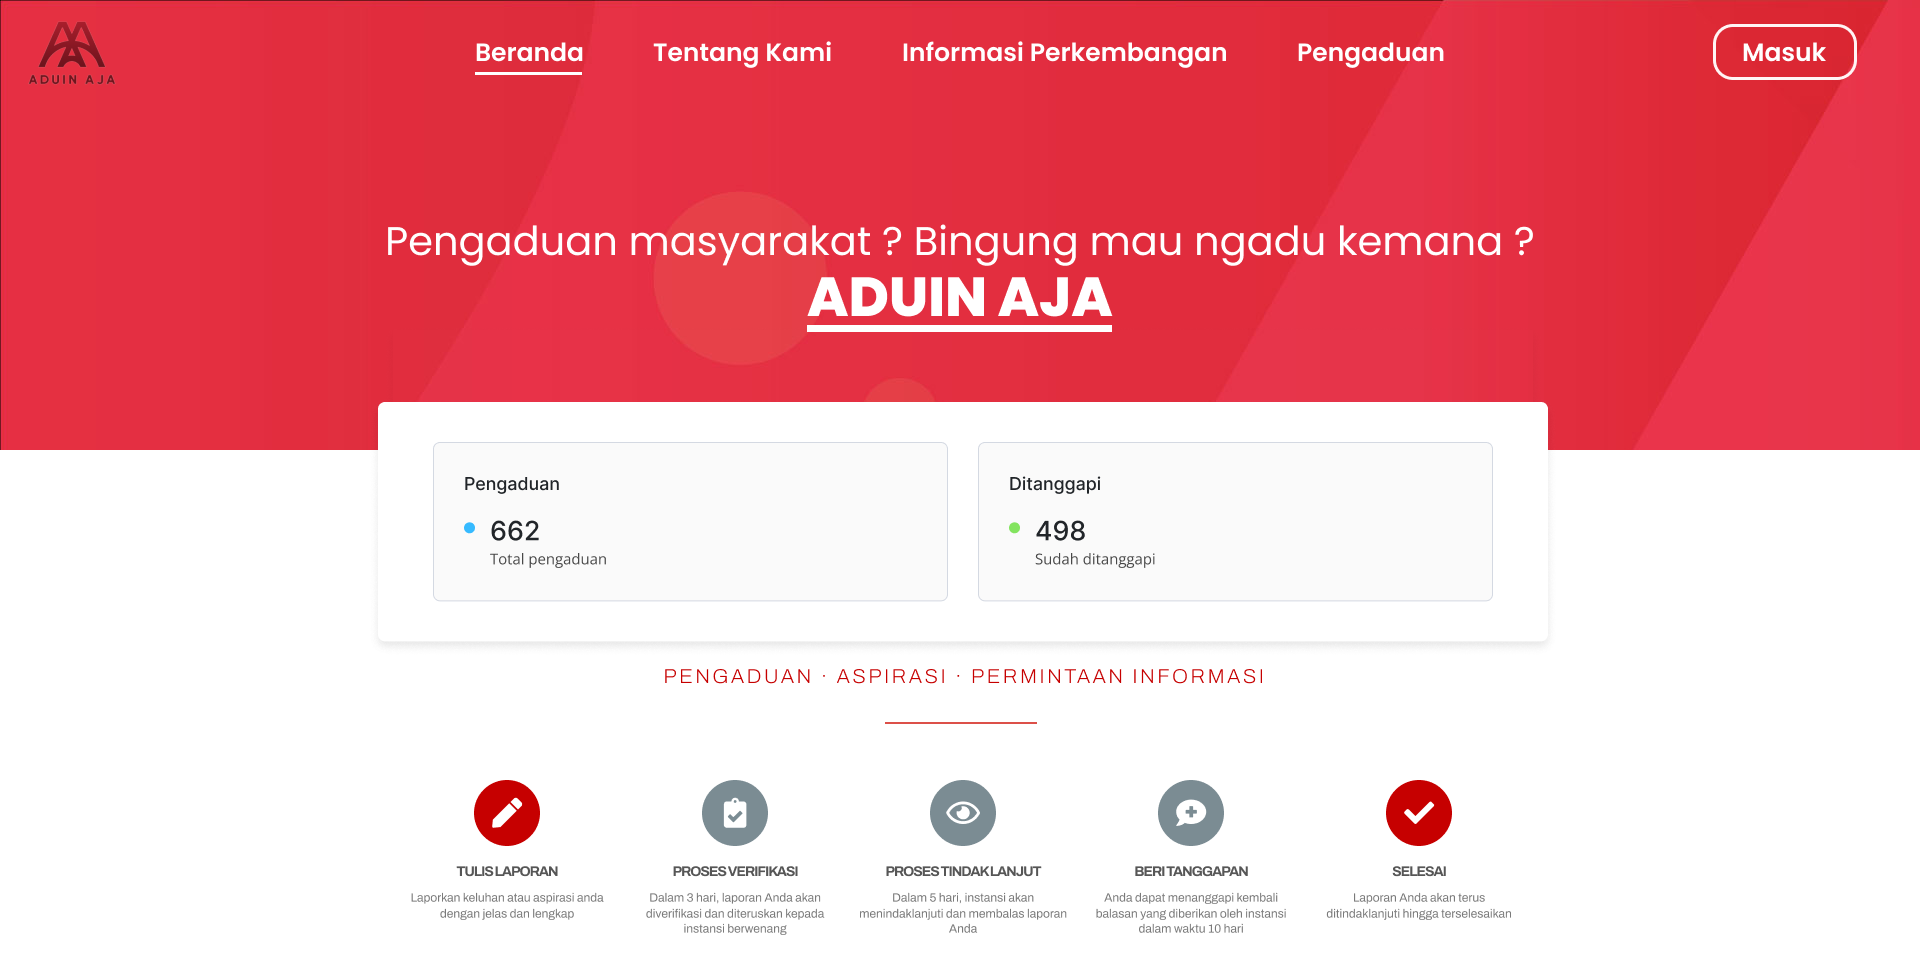 ADUIN AJA
Beranda
Tentang Kami
Informasi Perkembangan
Pengaduan
Masuk
Pengaduan masyarakat ? Bingung mau ngadu kemana ?
ADUIN AJA
Pengaduan
662
Total pengaduan
Ditanggapi
498
Sudah ditanggapi
PENGADUAN · ASPIRASI · PERMINTAAN INFORMASI
TULIS LAPORAN
Laporkan keluhan atau aspirasi anda
dengan jelas dan lengkap
PROSES VERIFIKASI
Dalam 3 hari, laporan Anda akan
diverifikasi dan diteruskan kepada
instansi berwenang
PROSES TINDAK LANJUT
Dalam 5 hari, instansi akan
menindaklanjuti dan membalas laporan
Anda
BERI TANGGAPAN
Anda dapat menanggapi kembali
balasan yang diberikan oleh instansi
dalam waktu 10 hari
SELESAI
Laporan Anda akan terus
ditindaklanjuti hingga terselesaikan